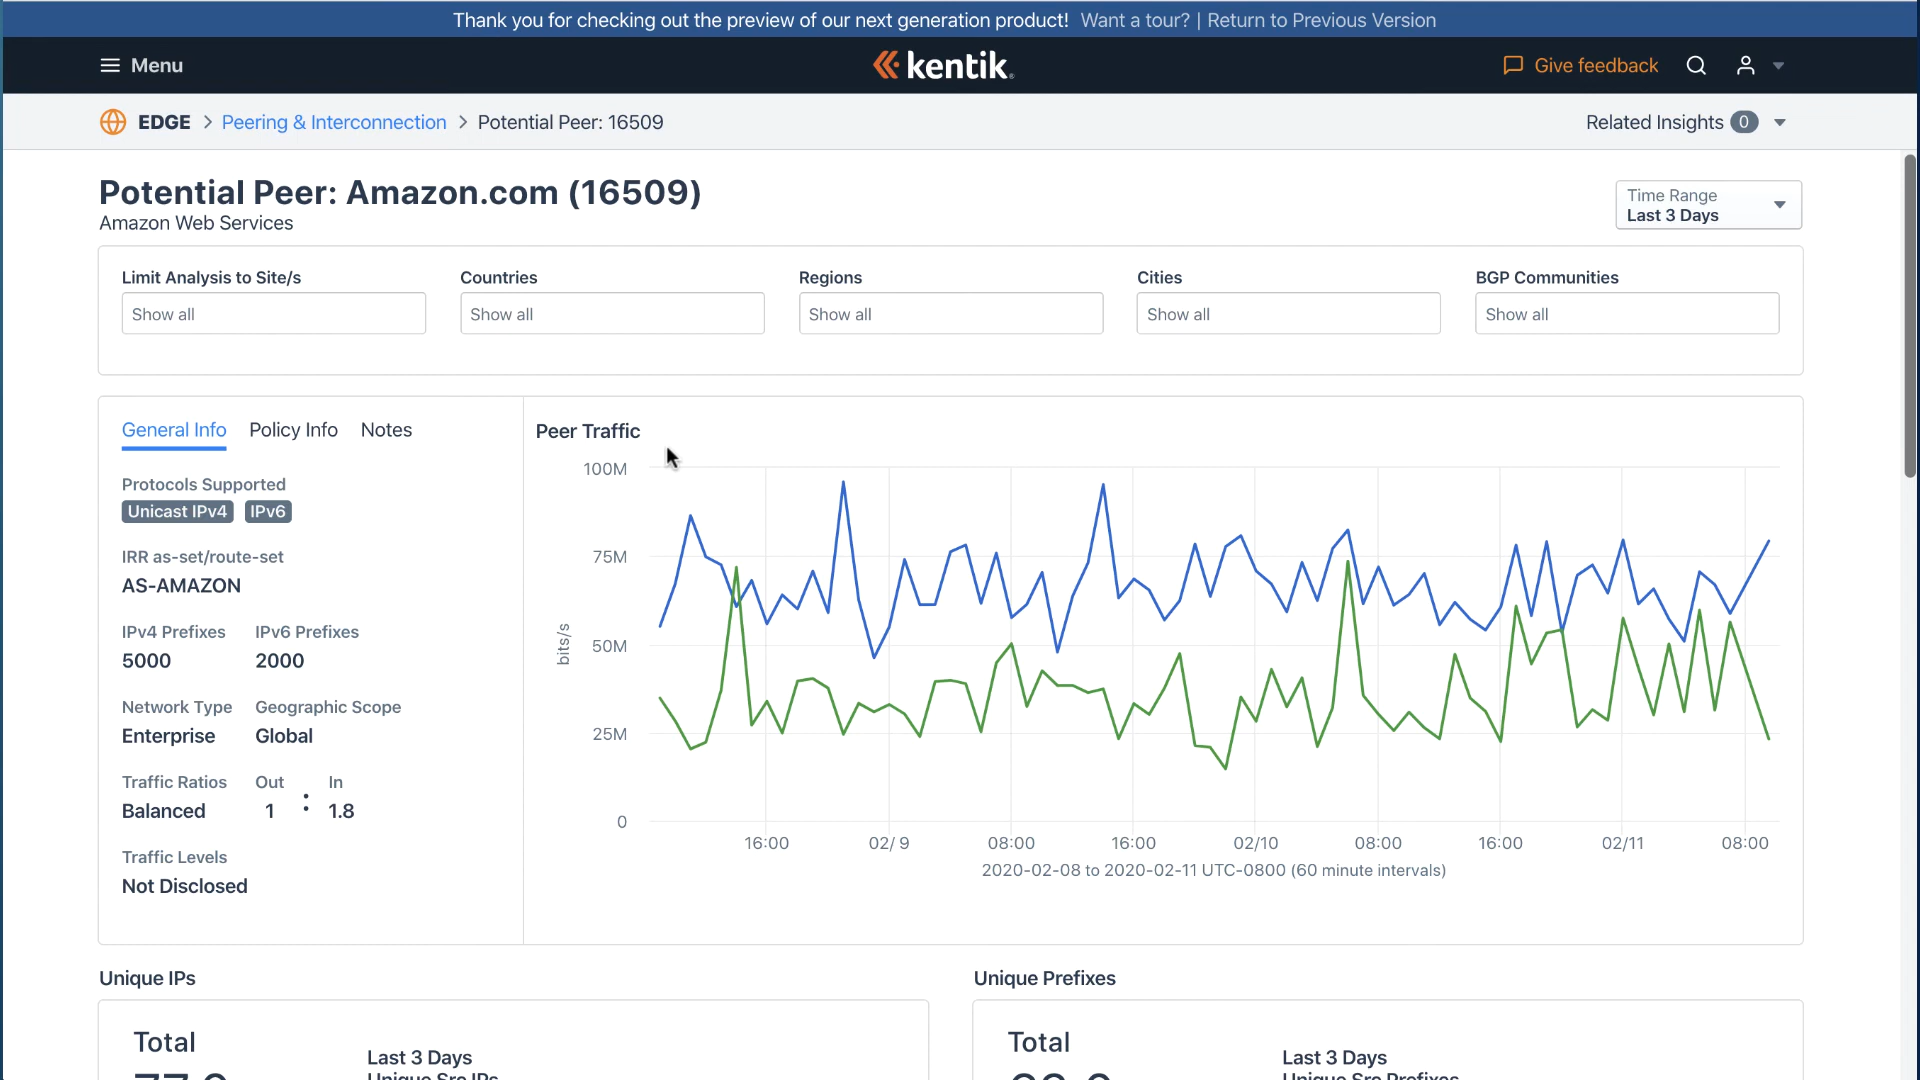 Thank you for checking out the preview of our next generation product! Want a tour? | Return to Previous Version
Menu
kentik
Give feedback
EDGE > Peering & Interconnection > Potential Peer: 16509
Related Insights 0
Potential Peer: Amazon.com (16509)
Amazon Web Services
Time Range
Last 3 Days
Limit Analysis to Site/s
Show all
Countries
Show all
Regions
Show all
Cities
Show all
BGP Communities
Show all
General Info Policy Info Notes
Protocols Supported
Unicast IPv4 IPv6
IRR as-set/route-set
AS-AMAZON
IPv4 Prefixes IPv6 Prefixes
5000 2000
Network Type Geographic Scope
Enterprise Global
Traffic Ratios Out In
Balanced 1 : 1.8
Traffic Levels
Not Disclosed
Peer Traffic
100M
75M
50M
25M
0
bits/s
16:00 02/ 9 08:00 16:00 02/10 08:00 16:00 02/11 08:00
2020-02-08 to 2020-02-11 UTC-0800 (60 minute intervals)
Unique IPs
Total
Last 3 Days
Unique Src IPs
Unique Prefixes
Total
Last 3 Days
Unique Src Prefixes